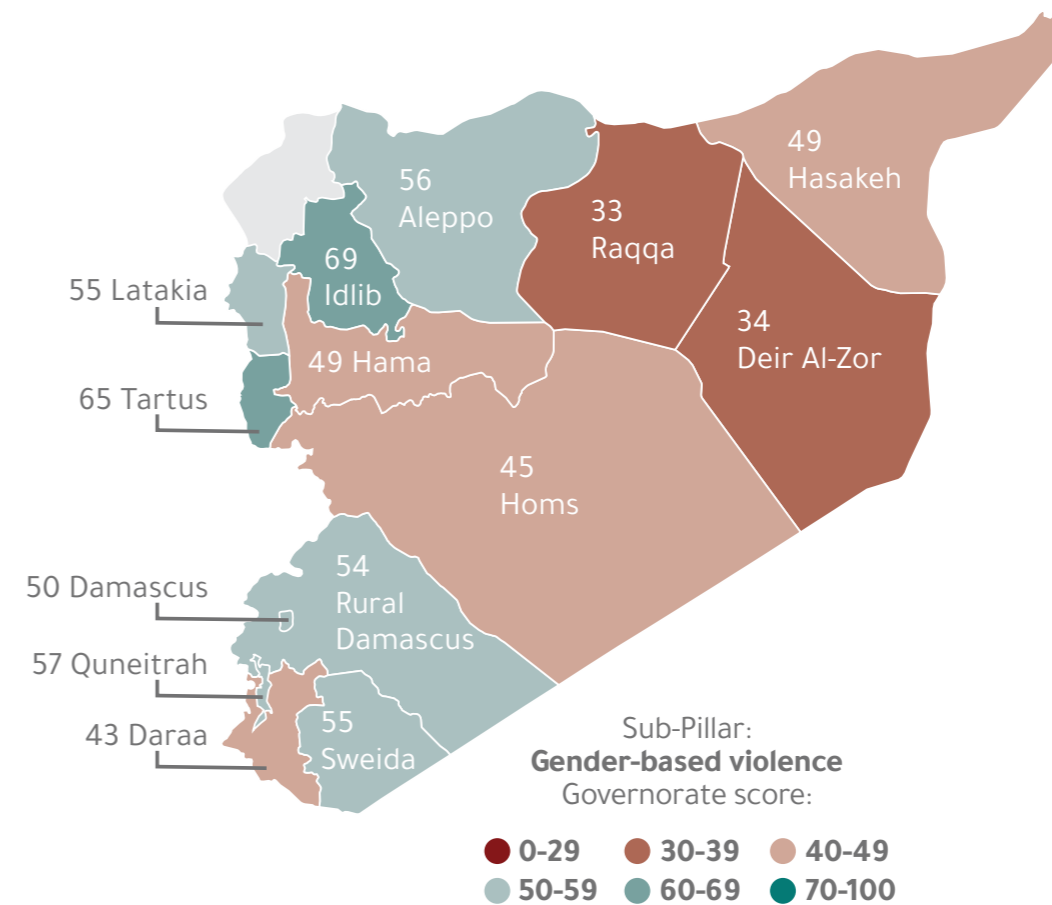 49
Hasakeh
56
Aleppo
33
Raqqa
69
Idlib
55 Latakia
34
Deir Al-Zor
49 Hama
65 Tartus
45
Homs
54
Rural
Damascus
50 Damascus
57 Quneitrah
43 Daraa
55
Sweida
Sub-Pillar:
Gender-based violence
Governorate score:
0-29 30-39 40-49
50-59 60-69 70-100